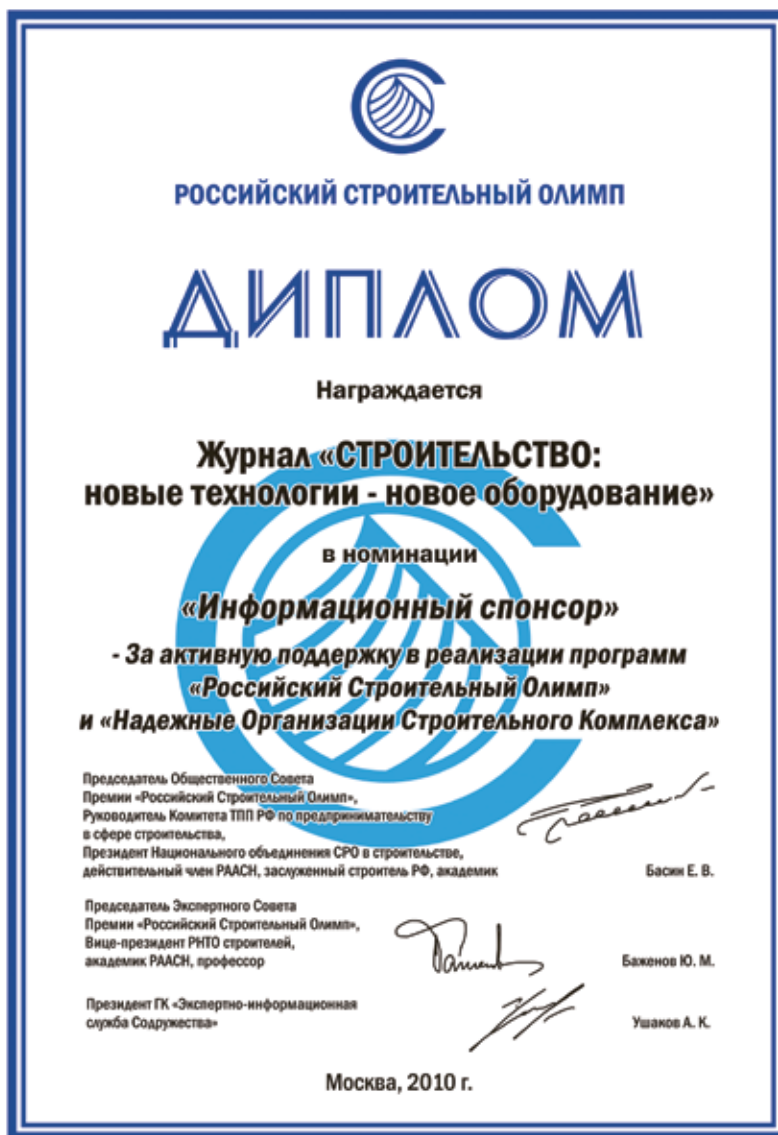 РОССИЙСКИЙ СТРОИТЕЛЬНЫЙ ОЛИМП
ДИПЛОМ
Награждается
Журнал «СТРОИТЕЛЬСТВО:
новые технологии - новое оборудование»
в номинации
«Информационный спонсор»
- За активную поддержку в реализации программ
«Российский Строительный Олимп»
и «Надежные Организации Строительного Комплекса»
Председатель Общественного Совета
Премии «Российский Строительный Олимп»,
Руководитель Комитета ТПП РФ по предпринимательству
в сфере строительства,
Президент Национального объединения СРО в строительстве,
действительный член РААСН, заслуженный строитель РФ, академик Басин Е. В.
Председатель Экспертного Совета
Премии «Российский Строительный Олимп»,
Вице-президент РНТО строителей,
академик РААСН, профессор Баженов Ю. М.
Президент ГК «Экспертно-информационная
служба Содружества» Ушаков А. К.
Москва, 2010 г.